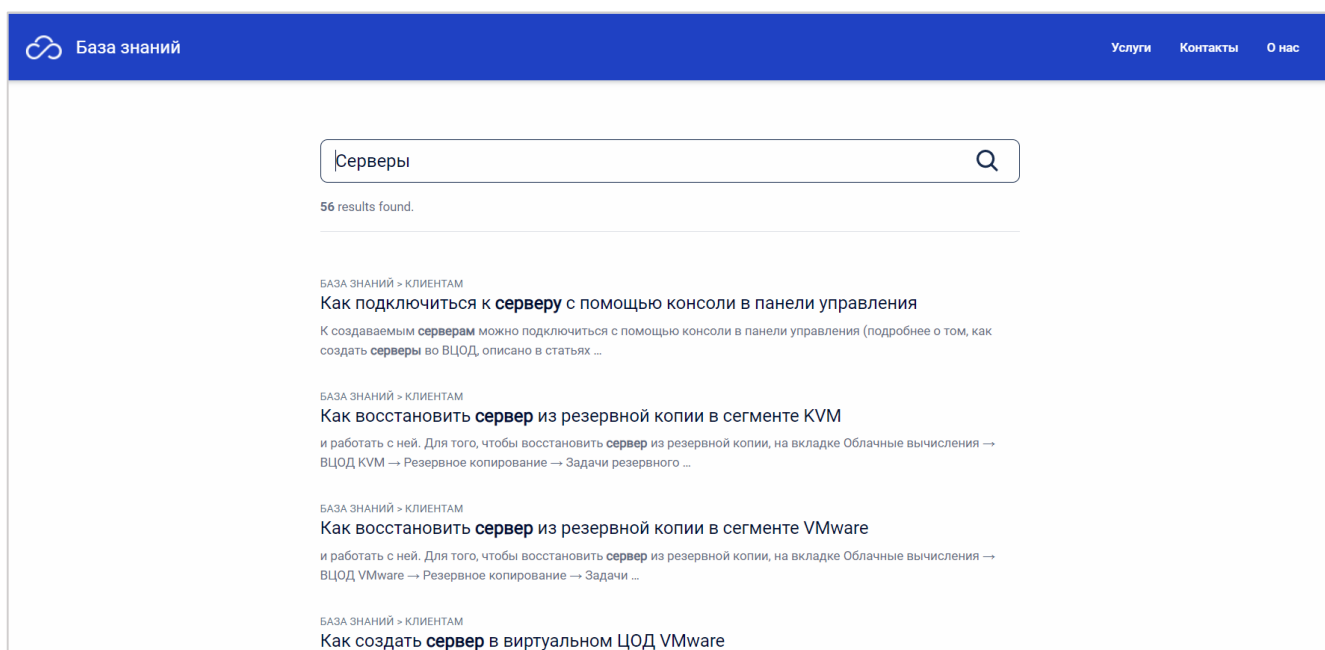 База знаний
Услуги Контакты О нас
Серверы
56 results found.
БАЗА ЗНАНИЙ > КЛИЕНТАМ
Как подключиться к серверу с помощью консоли в панели управления
К создаваемым серверам можно подключиться с помощью консоли в панели управления (подробнее о том, как
создать серверы во ВЦОД, описано в статьях ...
БАЗА ЗНАНИЙ > КЛИЕНТАМ
Как восстановить сервер из резервной копии в сегменте KVM
и работать с ней. Для того, чтобы восстановить сервер из резервной копии, на вкладке Облачные вычисления →
ВЦОД KVM → Резервное копирование → Задачи резервного ...
БАЗА ЗНАНИЙ > КЛИЕНТАМ
Как восстановить сервер из резервной копии в сегменте VMware
и работать с ней. Для того, чтобы восстановить сервер из резервной копии, на вкладке Облачные вычисления →
ВЦОД VMware → Резервное копирование → Задачи ...
БАЗА ЗНАНИЙ > КЛИЕНТАМ
Как создать сервер в виртуальном ЦОД VMware